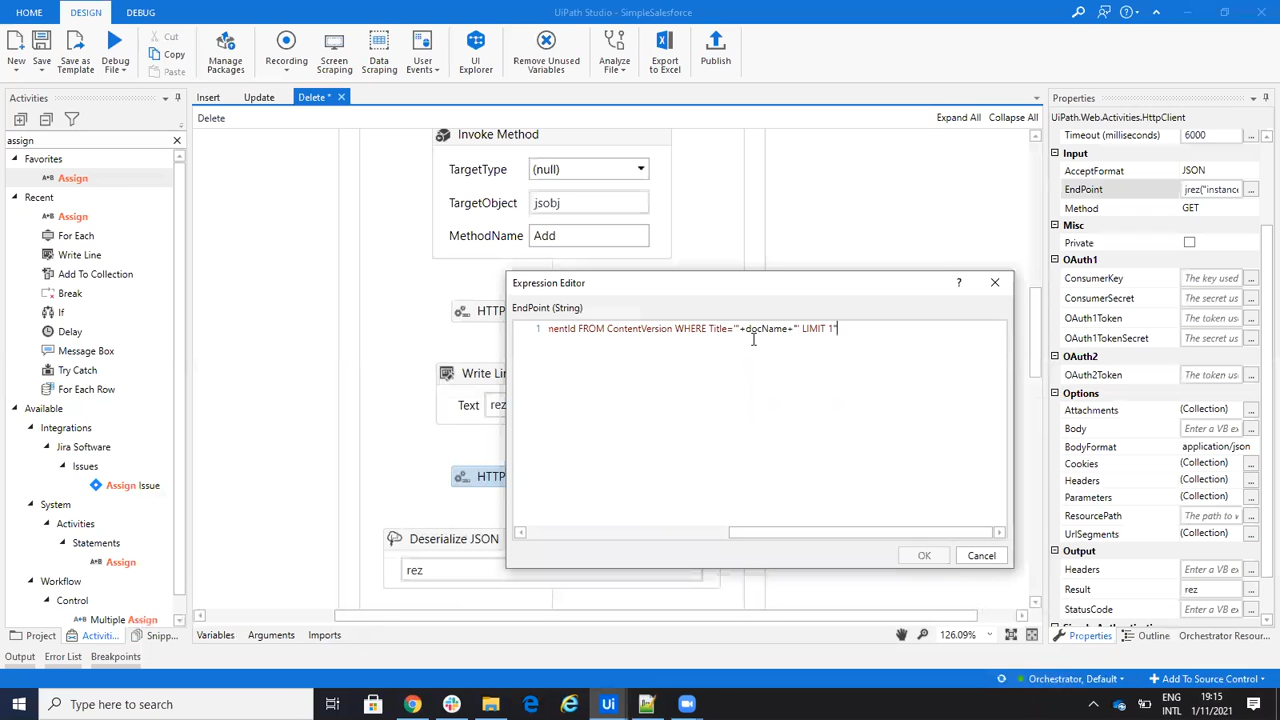 HOME
DESIGN
DEBUG
UiPath Studio - SimpleSalesforce
New
Save
Save as Template
Debug File
Cut
Copy
Paste
Manage Packages
Recording
Screen Scraping
Data Scraping
User Events
UI Explorer
Remove Unused Variables
Analyze File
Export to Excel
Publish
Activities
assign
Favorites
Assign
Recent
Assign
For Each
Write Line
Add To Collection
Break
If
Delay
Message Box
Try Catch
For Each Row
Available
Integrations
Jira Software
Issues
Assign Issue
System
Activities
Statements
Assign
Workflow
Control
Multiple Assign
Project
Activiti...
Snipp...
Output
Error List
Breakpoints
Insert
Update
Delete *
Delete
Expand All
Collapse All
Invoke Method
TargetType
(null)
TargetObject
jsobj
MethodName
Add
HTTP
Write Li
Text
rez
HTTP
Deserialize JSON
rez
Expression Editor
?
EndPoint (String)
1 nentId FROM ContentVersion WHERE Title='"+docName+"' LIMIT 1"
OK
Cancel
Variables
Arguments
Imports
126.09%
Properties
UiPath.Web.Activities.HttpClient
Timeout (milliseconds)
6000
Input
AcceptFormat
JSON
EndPoint
jrez("instance
Method
GET
Misc
Private
OAuth1
ConsumerKey
The key used
ConsumerSecret
The secret us
OAuth1Token
The token use
OAuth1TokenSecret
The secret us
OAuth2
OAuth2Token
The token use
Options
Attachments
(Collection)
Body
Enter a VB ex
BodyFormat
application/json
Cookies
(Collection)
Headers
(Collection)
Parameters
(Collection)
ResourcePath
The path to v
UrlSegments
(Collection)
Output
Headers
Enter a VB ex
Result
rez
StatusCode
Enter a VB ex
Properties
Outline
Orchestrator Resour...
Orchestrator, Default
Add To Source Control
Type here to search
Ui
ENG
INTL
19:15
1/11/2021